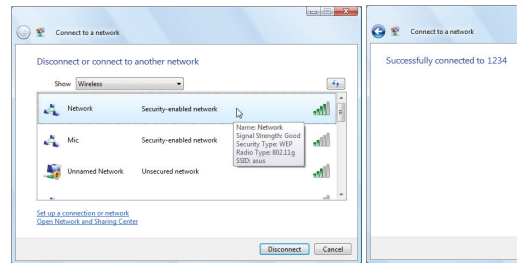 Connect to a network
Disconnect or connect to another network
Show Wireless
Network Security-enabled network
Name: Network
Signal Strength: Good
Security Type: WEP
Radio Type: 802.11g
SSID: asus
Mic Security-enabled network
Unnamed Network Unsecured network
Set up a connection or network
Open Network and Sharing Center
Disconnect Cancel
Connect to a network
Successfully connected to 1234